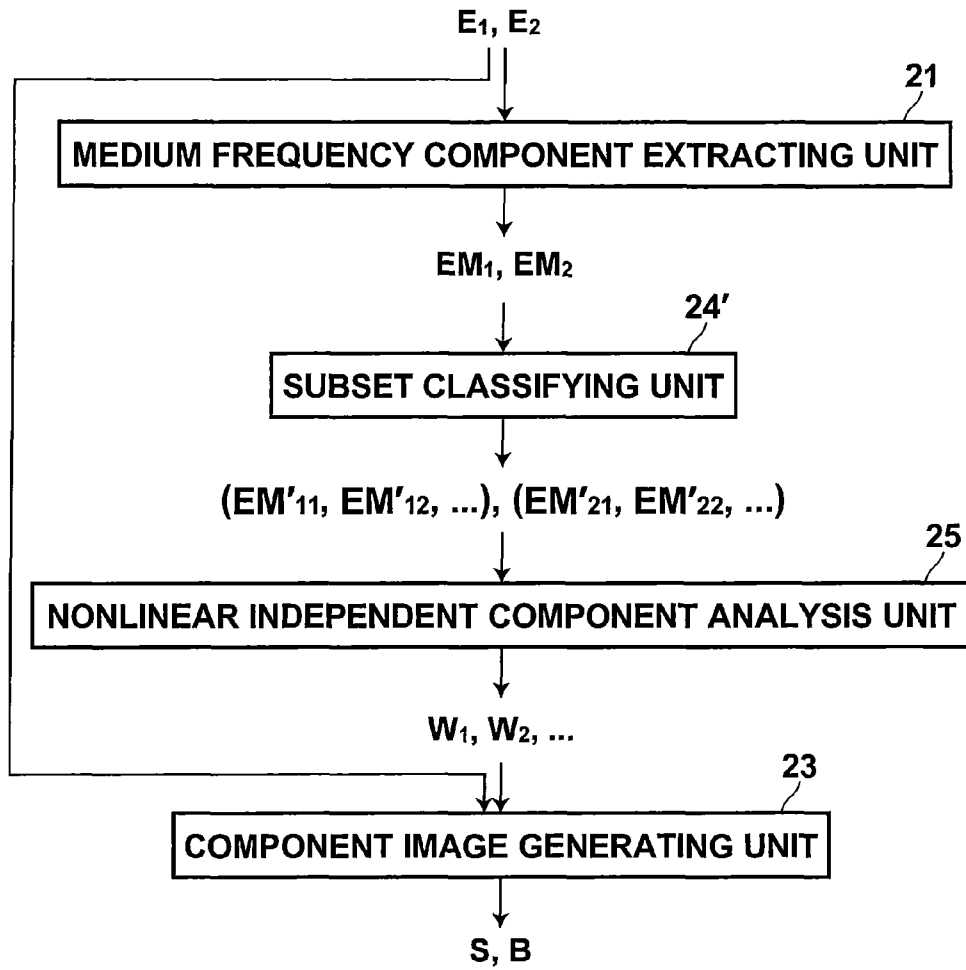 E₁, E₂
21
MEDIUM FREQUENCY COMPONENT EXTRACTING UNIT
EM₁, EM₂
24′
SUBSET CLASSIFYING UNIT
(EM′₁₁, EM′₁₂, ...), (EM′₂₁, EM′₂₂, ...)
25
NONLINEAR INDEPENDENT COMPONENT ANALYSIS UNIT
W₁, W₂, ...
23
COMPONENT IMAGE GENERATING UNIT
S, B